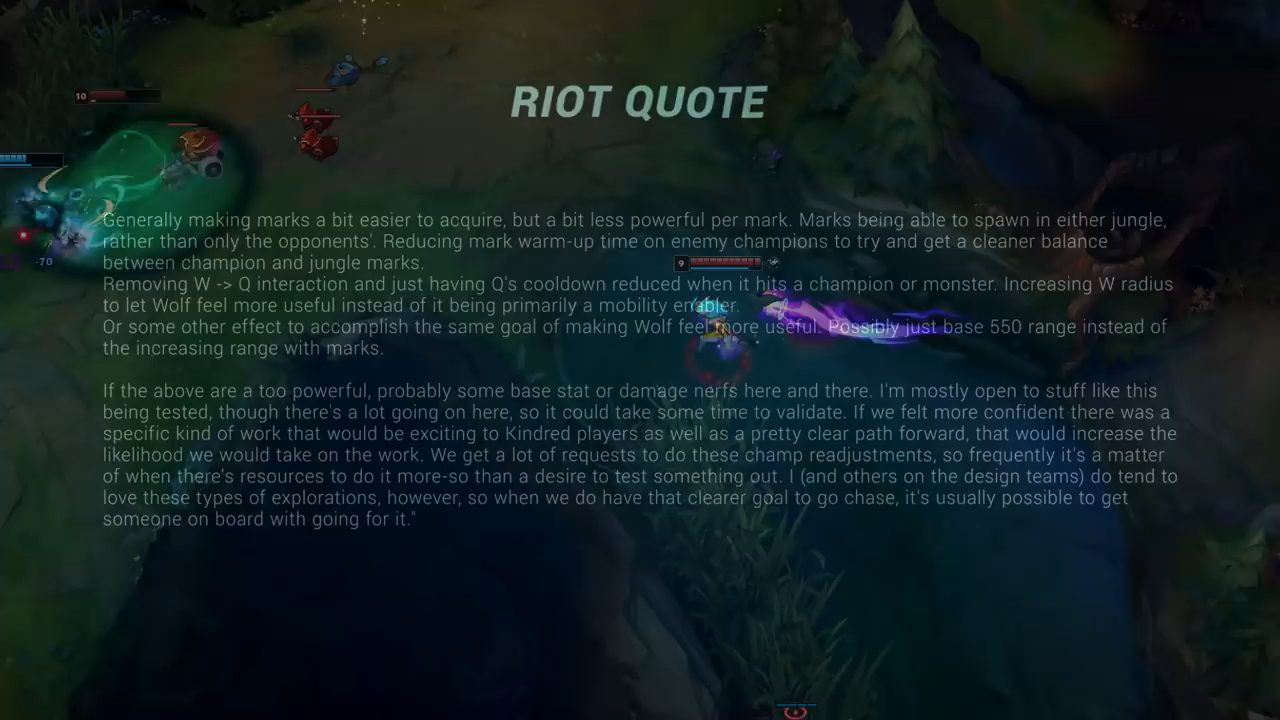 RIOT QUOTE
10
Generally making marks a bit easier to acquire, but a bit less powerful per mark. Marks being able to spawn in either jungle,
rather than only the opponents'. Reducing mark warm-up time on enemy champions to try and get a cleaner balance
between champion and jungle marks.
-70
9
Removing W -> Q interaction and just having Q's cooldown reduced when it hits a champion or monster. Increasing W radius
to let Wolf feel more useful instead of it being primarily a mobility enabler.
Or some other effect to accomplish the same goal of making Wolf feel more useful. Possibly just base 550 range instead of
the increasing range with marks.
If the above are a too powerful, probably some base stat or damage nerfs here and there. I'm mostly open to stuff like this
being tested, though there's a lot going on here, so it could take some time to validate. If we felt more confident there was a
specific kind of work that would be exciting to Kindred players as well as a pretty clear path forward, that would increase the
likelihood we would take on the work. We get a lot of requests to do these champ readjustments, so frequently it's a matter
of when there's resources to do it more-so than a desire to test something out. I (and others on the design teams) do tend to
love these types of explorations, however, so when we do have that clearer goal to go chase, it's usually possible to get
someone on board with going for it."